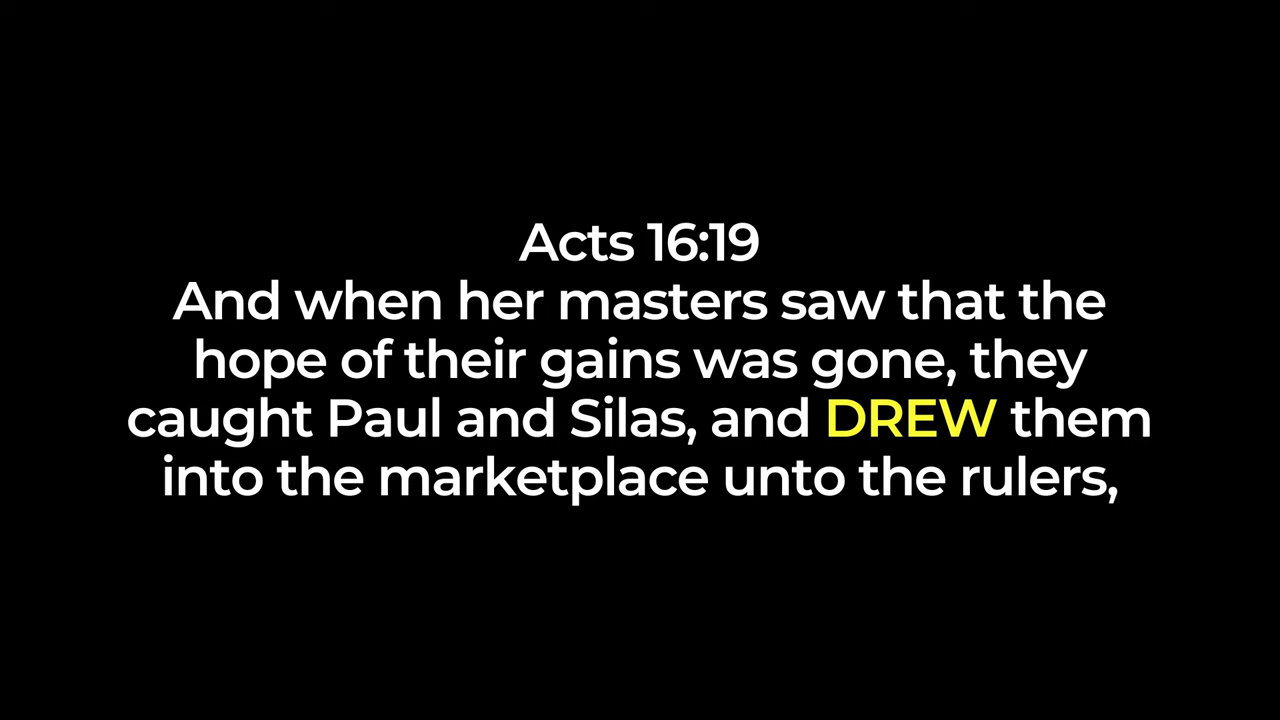 Acts 16:19
And when her masters saw that the
hope of their gains was gone, they
caught Paul and Silas, and DREW them
into the marketplace unto the rulers,